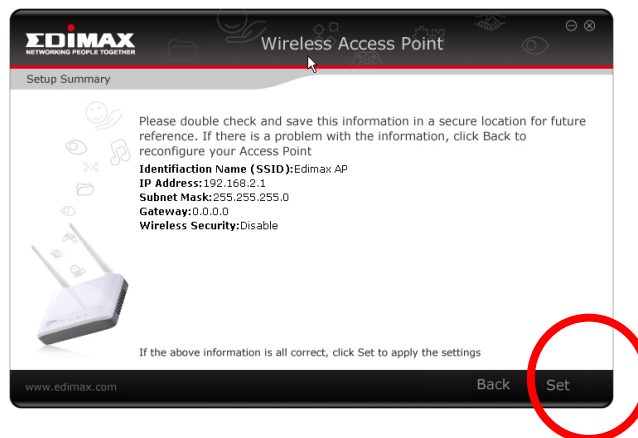 EDIMAX
NETWORKING PEOPLE TOGETHER
Wireless Access Point
Setup Summary
Please double check and save this information in a secure location for future
reference. If there is a problem with the information, click Back to
reconfigure your Access Point
Identifiaction Name (SSID):Edimax AP
IP Address:192.168.2.1
Subnet Mask:255.255.255.0
Gateway:0.0.0.0
Wireless Security:Disable
If the above information is all correct, click Set to apply the settings
www.edimax.com
Back
Set